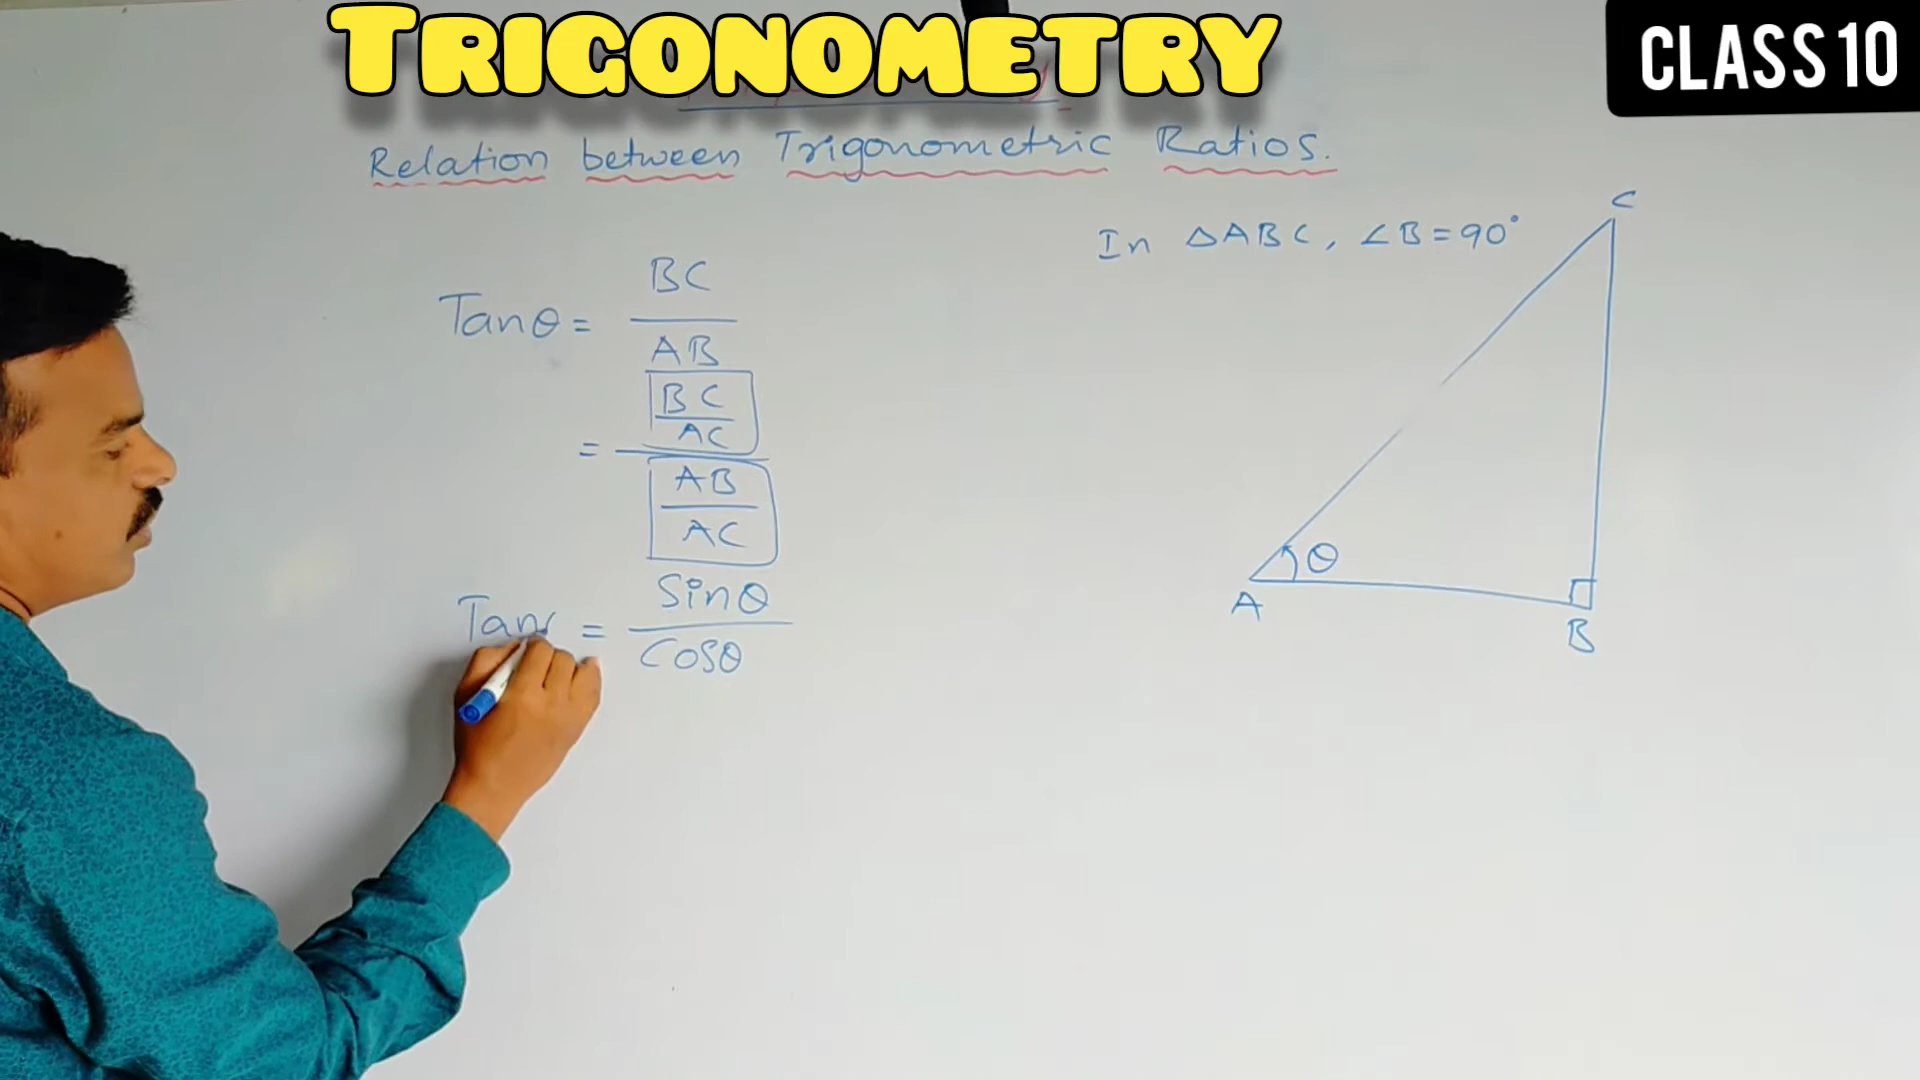 TRIGONOMETRY
CLASS 10
Relation between Trigonometric Ratios.
In △ABC, ∠B=90°
C
Tanθ = BC
AB
= BC
AC
AB
AC
θ
A
B
Tan = Sinθ
Cosθ